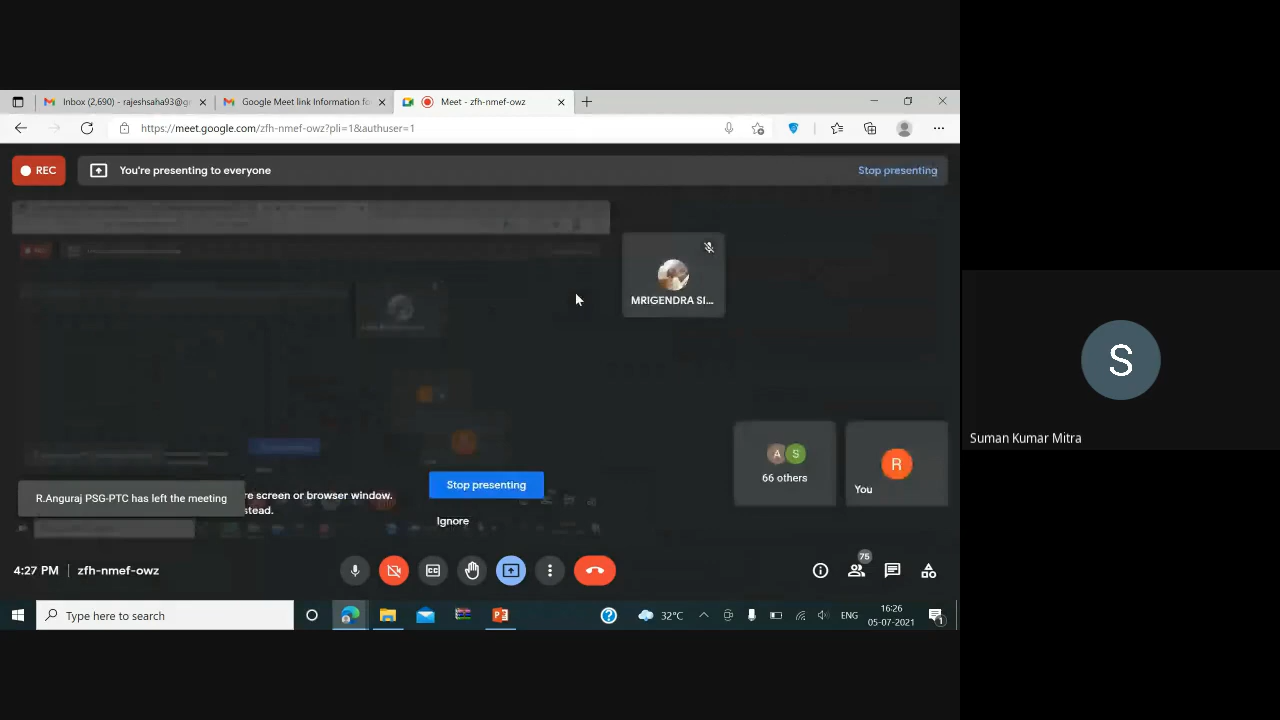 Inbox (2,690) - rajeshsaha93@gr
Google Meet link Information fo
Meet - zfh-nmef-owz
https://meet.google.com/zfh-nmef-owz?pli=1&authuser=1
REC
You're presenting to everyone
Stop presenting
MRIGENDRA SI...
R.Anguraj PSG-PTC has left the meeting
re screen or browser window.
stead.
Stop presenting
Ignore
A
S
66 others
R
You
S
Suman Kumar Mitra
4:27 PM | zfh-nmef-owz
75
Type here to search
32°C
ENG
16:26
05-07-2021
1